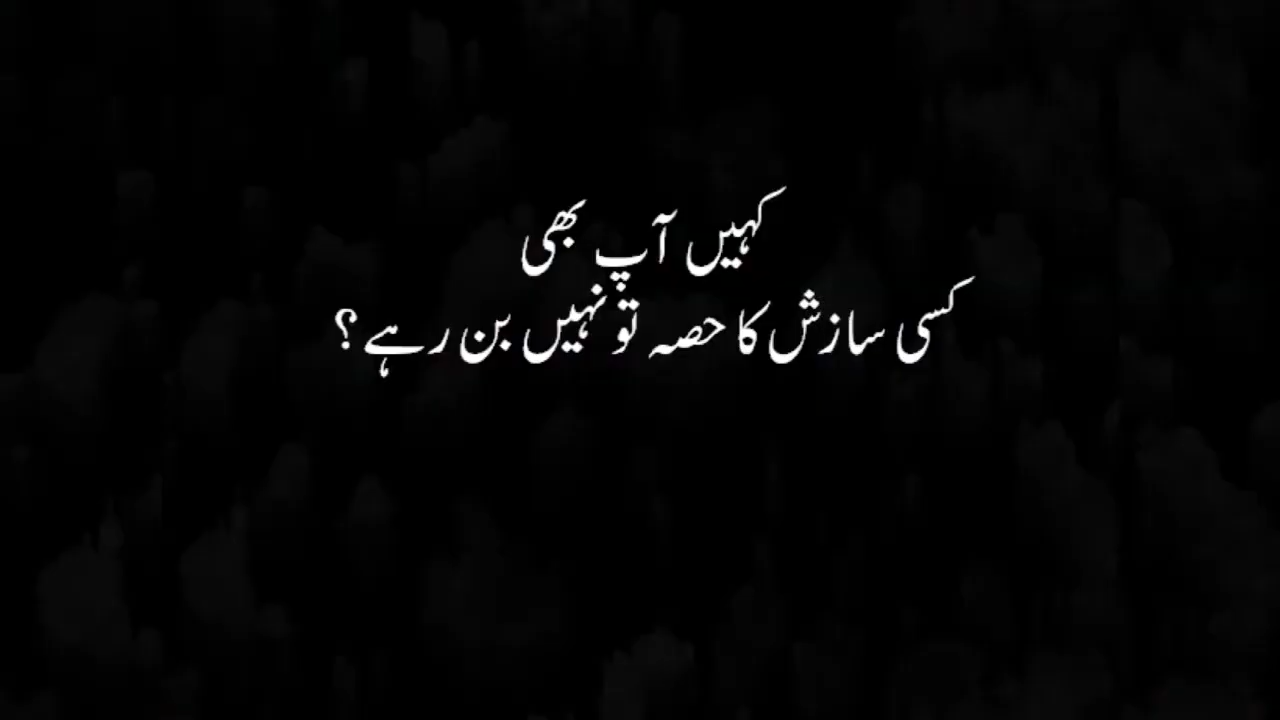 کہیں آپ بھی
کسی سازش کا حصہ تو نہیں بن رہے ؟